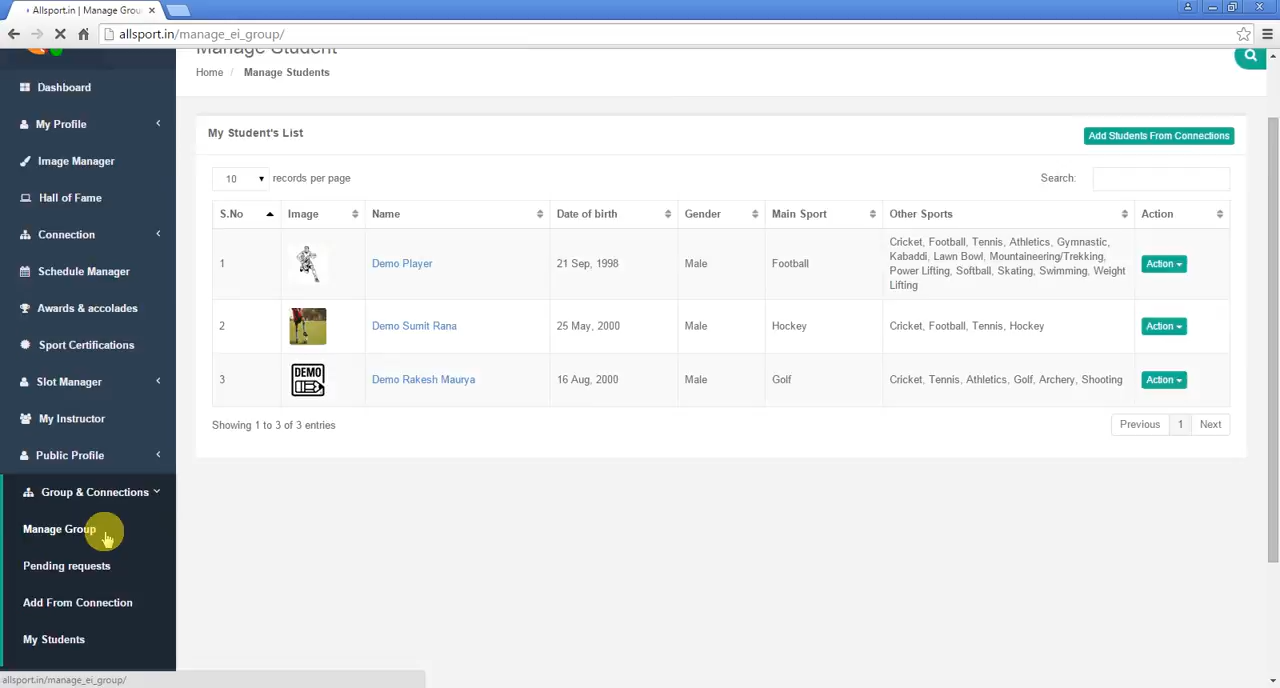 Allsport.in | Manage Grou
allsport.in/manage_ei_group/
Manage Student
Home / Manage Students
Dashboard
My Profile
Image Manager
Hall of Fame
Connection
Schedule Manager
Awards & accolades
Sport Certifications
Slot Manager
My Instructor
Public Profile
Group & Connections
Manage Group
Pending requests
Add From Connection
My Students
My Student's List
Add Students From Connections
10 records per page
Search:
S.No Image Name Date of birth Gender Main Sport Other Sports Action
1 Demo Player 21 Sep, 1998 Male Football Cricket, Football, Tennis, Athletics, Gymnastic,
Kabaddi, Lawn Bowl, Mountaineering/Trekking,
Power Lifting, Softball, Skating, Swimming, Weight
Lifting
Action
2 Demo Sumit Rana 25 May, 2000 Male Hockey Cricket, Football, Tennis, Hockey Action
3 DEMO Demo Rakesh Maurya 16 Aug, 2000 Male Golf Cricket, Tennis, Athletics, Golf, Archery, Shooting Action
Showing 1 to 3 of 3 entries
Previous 1 Next
allsport.in/manage_ei_group/